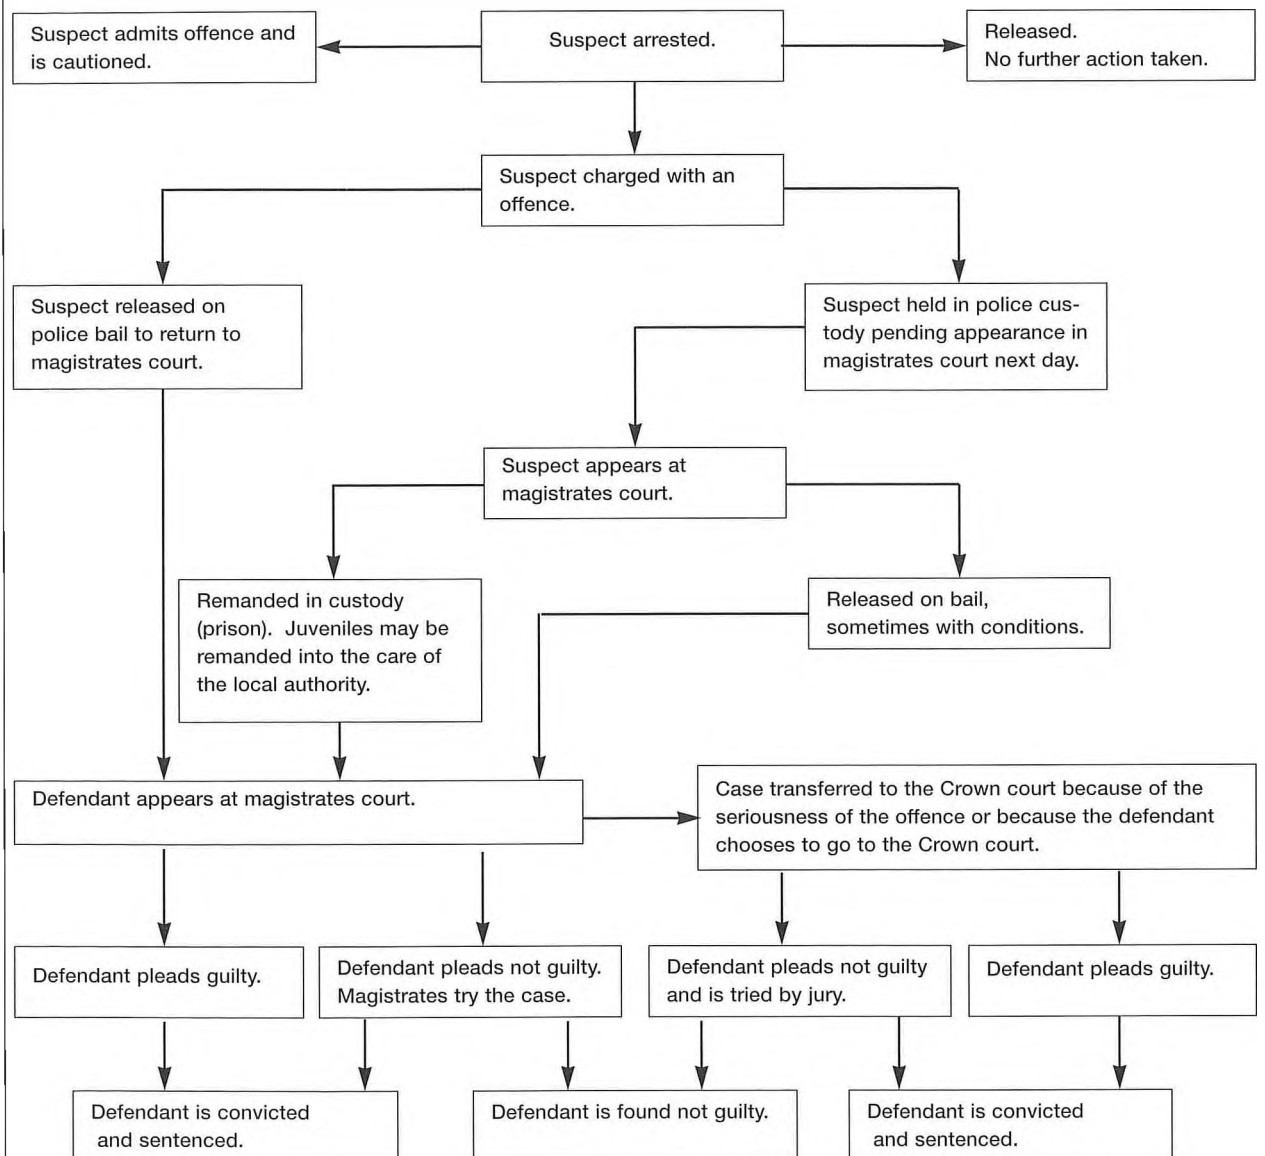 Suspect admits offence and
is cautioned.
Suspect arrested.
Released.
No further action taken.
Suspect charged with an
offence.
Suspect released on
police bail to return to
magistrates court.
Suspect held in police cus-
tody pending appearance in
magistrates court next day.
Suspect appears at
magistrates court.
Remanded in custody
(prison). Juveniles may be
remanded into the care of
the local authority.
Released on bail,
sometimes with conditions.
Defendant appears at magistrates court.
Case transferred to the Crown court because of the
seriousness of the offence or because the defendant
chooses to go to the Crown court.
Defendant pleads guilty.
Defendant pleads not guilty.
Magistrates try the case.
Defendant pleads not guilty
and is tried by jury.
Defendant pleads guilty.
Defendant is convicted
and sentenced.
Defendant is found not guilty.
Defendant is convicted
and sentenced.